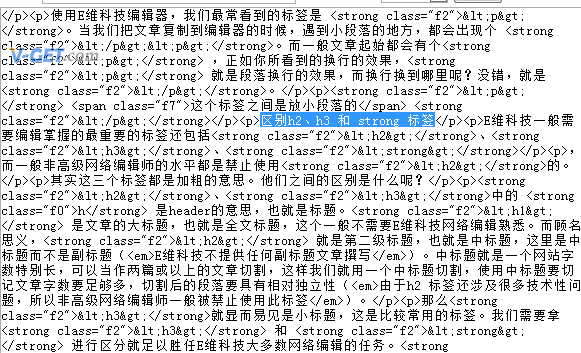 </p><p>使用E维科技编辑器，我们最常看到的标签是 <strong class="f2">&lt;p&gt;
</strong>。当我们把文章复制到编辑器的时候，遇到小段落的地方，都会出现个 <strong
class="f2">&lt;/p&gt;&lt;p&gt;</strong>。而一般文章起始都会有个<strong
class="f2">&lt;p&gt;</strong> ，正如你所看到的换行的效果，<strong
class="f2">&lt;p&gt;</strong> 就是段落换行的效果，而换行换到哪里呢？没错，就是
<strong class="f2">&lt;/p&gt;</strong>。</p><p><strong class="f2">&lt;p&gt;
</strong> <span class="f7">这个标签之间是放小段落的</span> <strong
class="f2">&lt;/p&gt;</strong></p><p>区别h2、h3 和 strong 标签</p><p>E维科技一般需
要编辑掌握的最重要的标签还包括<strong class="f2">&lt;h2&gt;</strong>、<strong
class="f2">&lt;h3&gt;</strong>、<strong class="f2">&lt;strong&gt;</strong></p><p>，
而一般非高级网络编辑师的水平都是禁止使用<strong class="f2">&lt;h2&gt;</strong>的。
</p><p>其实这三个标签都是加粗的意思。他们之间的区别是什么呢？</p><p><strong
class="f2">&lt;h2&gt;</strong>、<strong class="f2">&lt;h3&gt;</strong>中的 <strong
class="f0">h</strong> 是header的意思，也就是标题。<strong class="f2">&lt;h1&gt;
</strong> 是文章的大标题，也就是全文标题，这个一般不需要E维科技网络编辑熟悉。而顾名
思义，<strong class="f2">&lt;h2&gt;</strong> 就是第二级标题，也就是中标题，这里是中
标题而不是副标题（<em>E维科技不提供任何副标题文章撰写</em>）。中标题就是一个网站字
数特别长，可以当作两篇或以上的文章切割，这样我们就用一个中标题切割，使用中标题要切
记文章字数要足够多，切割后的段落要具有相对独立性（<em>由于h2 标签还涉及很多技术性问
题，所以非高级网络编辑师一般被禁止使用此标签</em>）。</p><p>那么<strong
class="f2">&lt;h3&gt;</strong>就显而易见是小标题，这是比较常用的标签。我们需要拿
<strong class="f2">&lt;h3&gt;</strong> 和 <strong class="f2">&lt;strong&gt;
</strong> 进行区分就足以胜任E维科技大多数网络编辑的任务。<strong